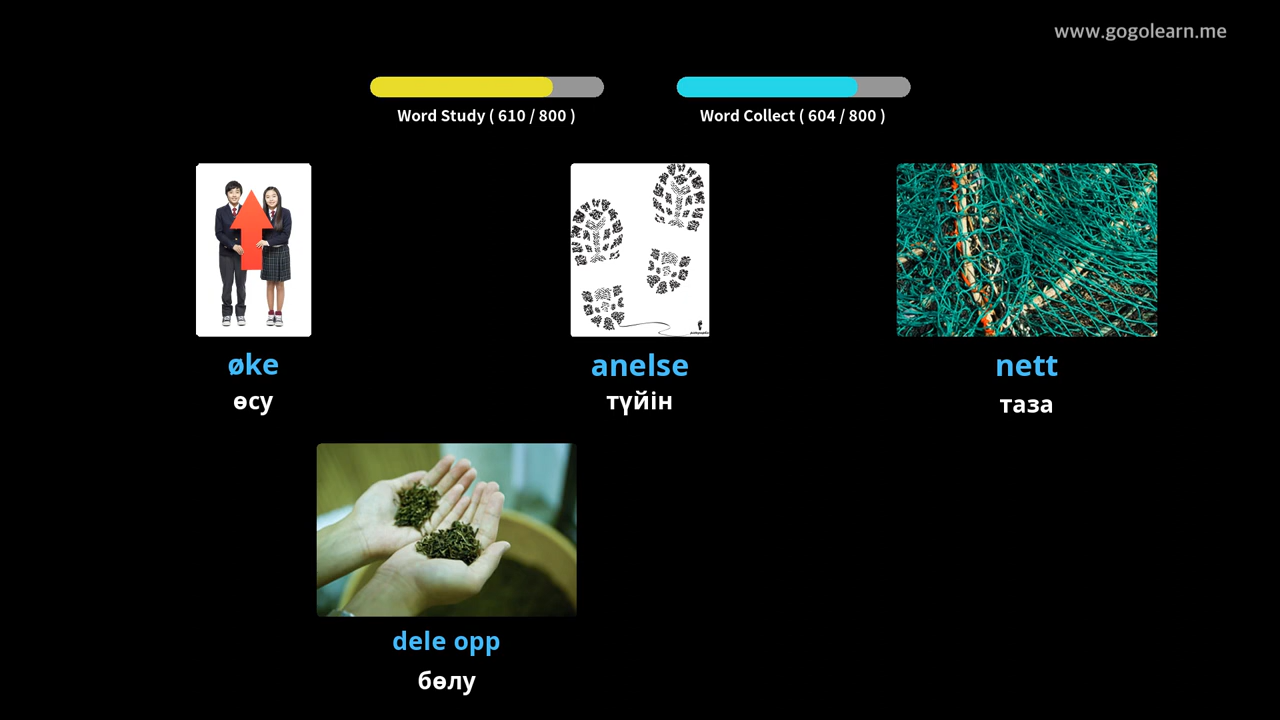 www.gogolearn.me
Word Study ( 610 / 800 )
Word Collect ( 604 / 800 )
øke
өсу
anelse
түйін
nett
таза
dele opp
бөлу